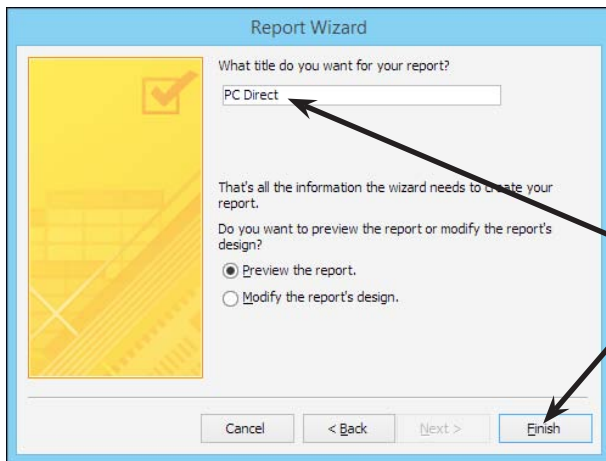 Report Wizard
What title do you want for your report?
PC Direct
That's all the information the wizard needs to create your
report.
Do you want to preview the report or modify the report's
design?
Preview the report.
Modify the report's design.
Cancel
< Back
Next >
Finish